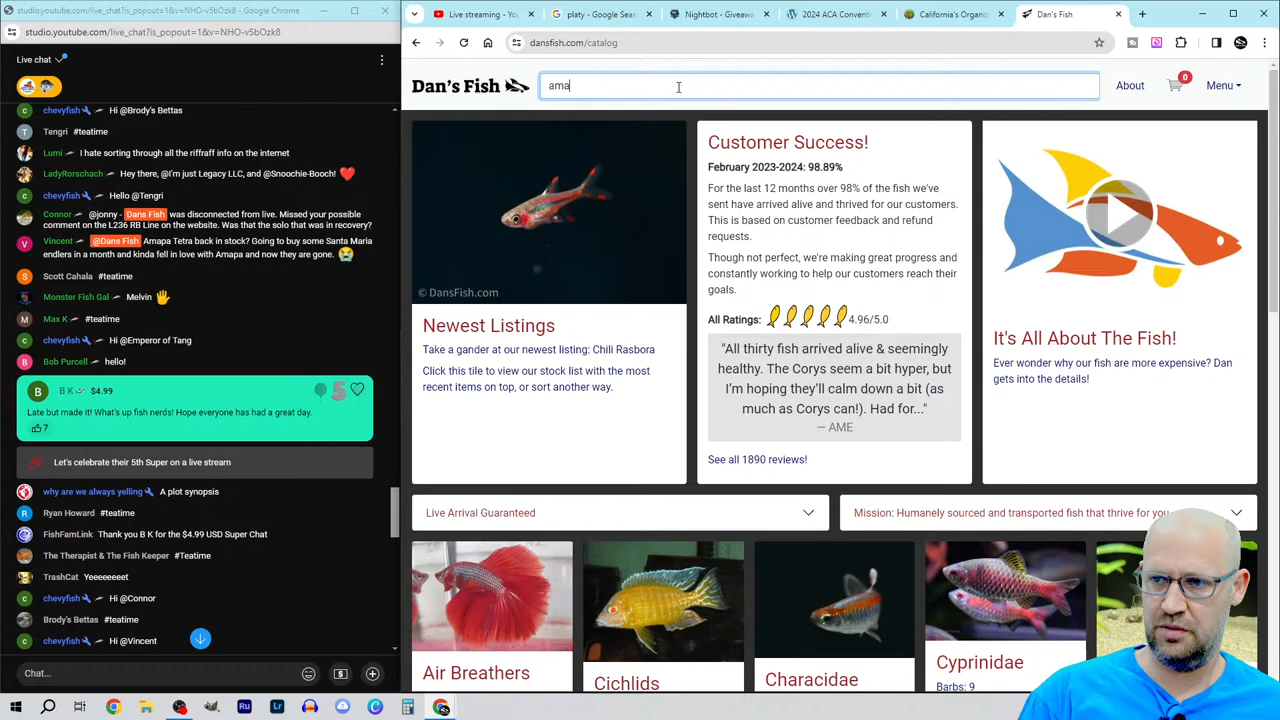 studio.youtube.com/live_chat?is_popout=1&v=NHO-v5bOzk8 - Google Chrome
studio.youtube.com/live_chat?is_popout=1&v=NHO-v5bOzk8
Live chat
chevyfish Hi @Brody's Bettas
Tengri #teatime
Lumi I hate sorting through all the riffraff info on the internet
LadyRorschach Hey there, @I'm just Legacy LLC, and @Snoochie-Booch!
chevyfish Hello @Tengri
Connor @jonny - Dans Fish was disconnected from live. Missed your possible
comment on the L236 RB Line on the website. Was that the solo that was in recovery?
Vincent @Dans Fish Amapa Tetra back in stock? Going to buy some Santa Maria
endlers in a month and kinda fell in love with Amapa and now they are gone.
Scott Cahala #teatime
Monster Fish Gal Melvin
Max K #teatime
chevyfish Hi @Emperor of Tang
Bob Purcell hello!
B K $4.99
5
Late but made it! What's up fish nerds! Hope everyone has had a great day.
7
Let's celebrate their 5th Super on a live stream
why are we always yelling A plot synopsis
Ryan Howard #teatime
FishFamLink Thank you B K for the $4.99 USD Super Chat
The Therapist & The Fish Keeper #Teatime
TrashCat Yeeeeeeet
chevyfish Hi @Connor
Brody's Bettas #teatime
chevyfish Hi @Vincent
Chat...
Live streaming - You
platy - Google Sear
Nightbot - Giveawa
2024 ACA Conventi
California's Organiz
Dan's Fish
dansfish.com/catalog
Dan's Fish
ama
About
0
Menu
© DansFish.com
Newest Listings
Take a gander at our newest listing: Chili Rasbora
Click this tile to view our stock list with the most
recent items on top, or sort another way.
Customer Success!
February 2023-2024: 98.89%
For the last 12 months over 98% of the fish we've
sent have arrived alive and thrived for our customers.
This is based on customer feedback and refund
requests.
Though not perfect, we're making great progress and
constantly working to help our customers reach their
goals.
All Ratings: 4.96/5.0
"All thirty fish arrived alive & seemingly
healthy. The Corys seem a bit hyper, but
I'm hoping they'll calm down a bit (as
much as Corys can!). Had for..."
— AME
See all 1890 reviews!
It's All About The Fish!
Ever wonder why our fish are more expensive? Dan
gets into the details!
Live Arrival Guaranteed
Mission: Humanely sourced and transported fish that thrive for you
Air Breathers
Cichlids
Characidae
Cyprinidae
Barbs: 9